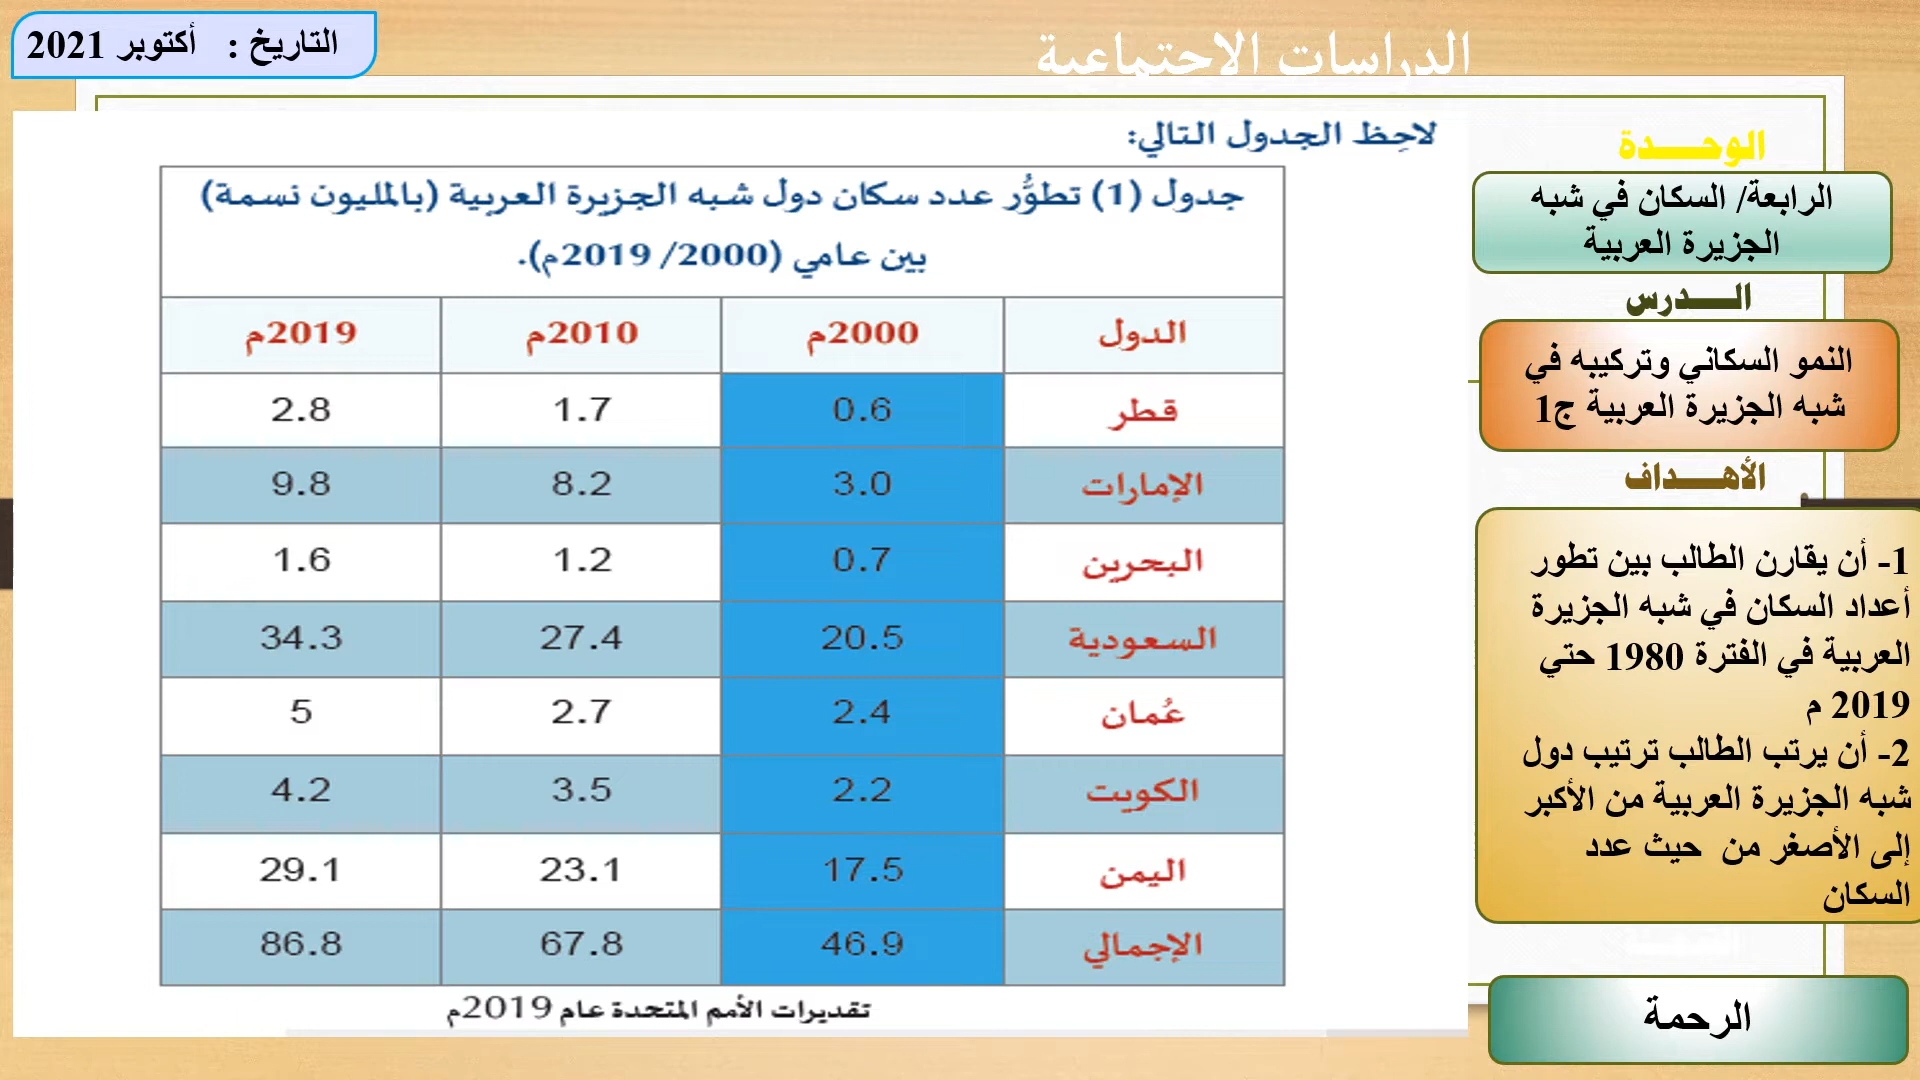 التاريخ : أكتوبر 2021
الدراسات الاجتماعية
لاحِظ الجدول التالي:
جدول (1) تطوُّر عدد سكان دول شبه الجزيرة العربية (بالمليون نسمة)
بين عامي (2000/ 2019م).
الدول 2000م 2010م 2019م
قطر 0.6 1.7 2.8
الإمارات 3.0 8.2 9.8
البحرين 0.7 1.2 1.6
السعودية 20.5 27.4 34.3
عُمان 2.4 2.7 5
الكويت 2.2 3.5 4.2
اليمن 17.5 23.1 29.1
الإجمالي 46.9 67.8 86.8
تقديرات الأمم المتحدة عام 2019م
الوحـــدة
الرابعة/ السكان في شبه
الجزيرة العربية
الـــدرس
النمو السكاني وتركيبه في
شبه الجزيرة العربية ج1
الأهـــداف
1- أن يقارن الطالب بين تطور
أعداد السكان في شبه الجزيرة
العربية في الفترة 1980 حتي
2019 م
2- أن يرتب الطالب ترتيب دول
شبه الجزيرة العربية من الأكبر
إلى الأصغر من حيث عدد
السكان
الرحمة